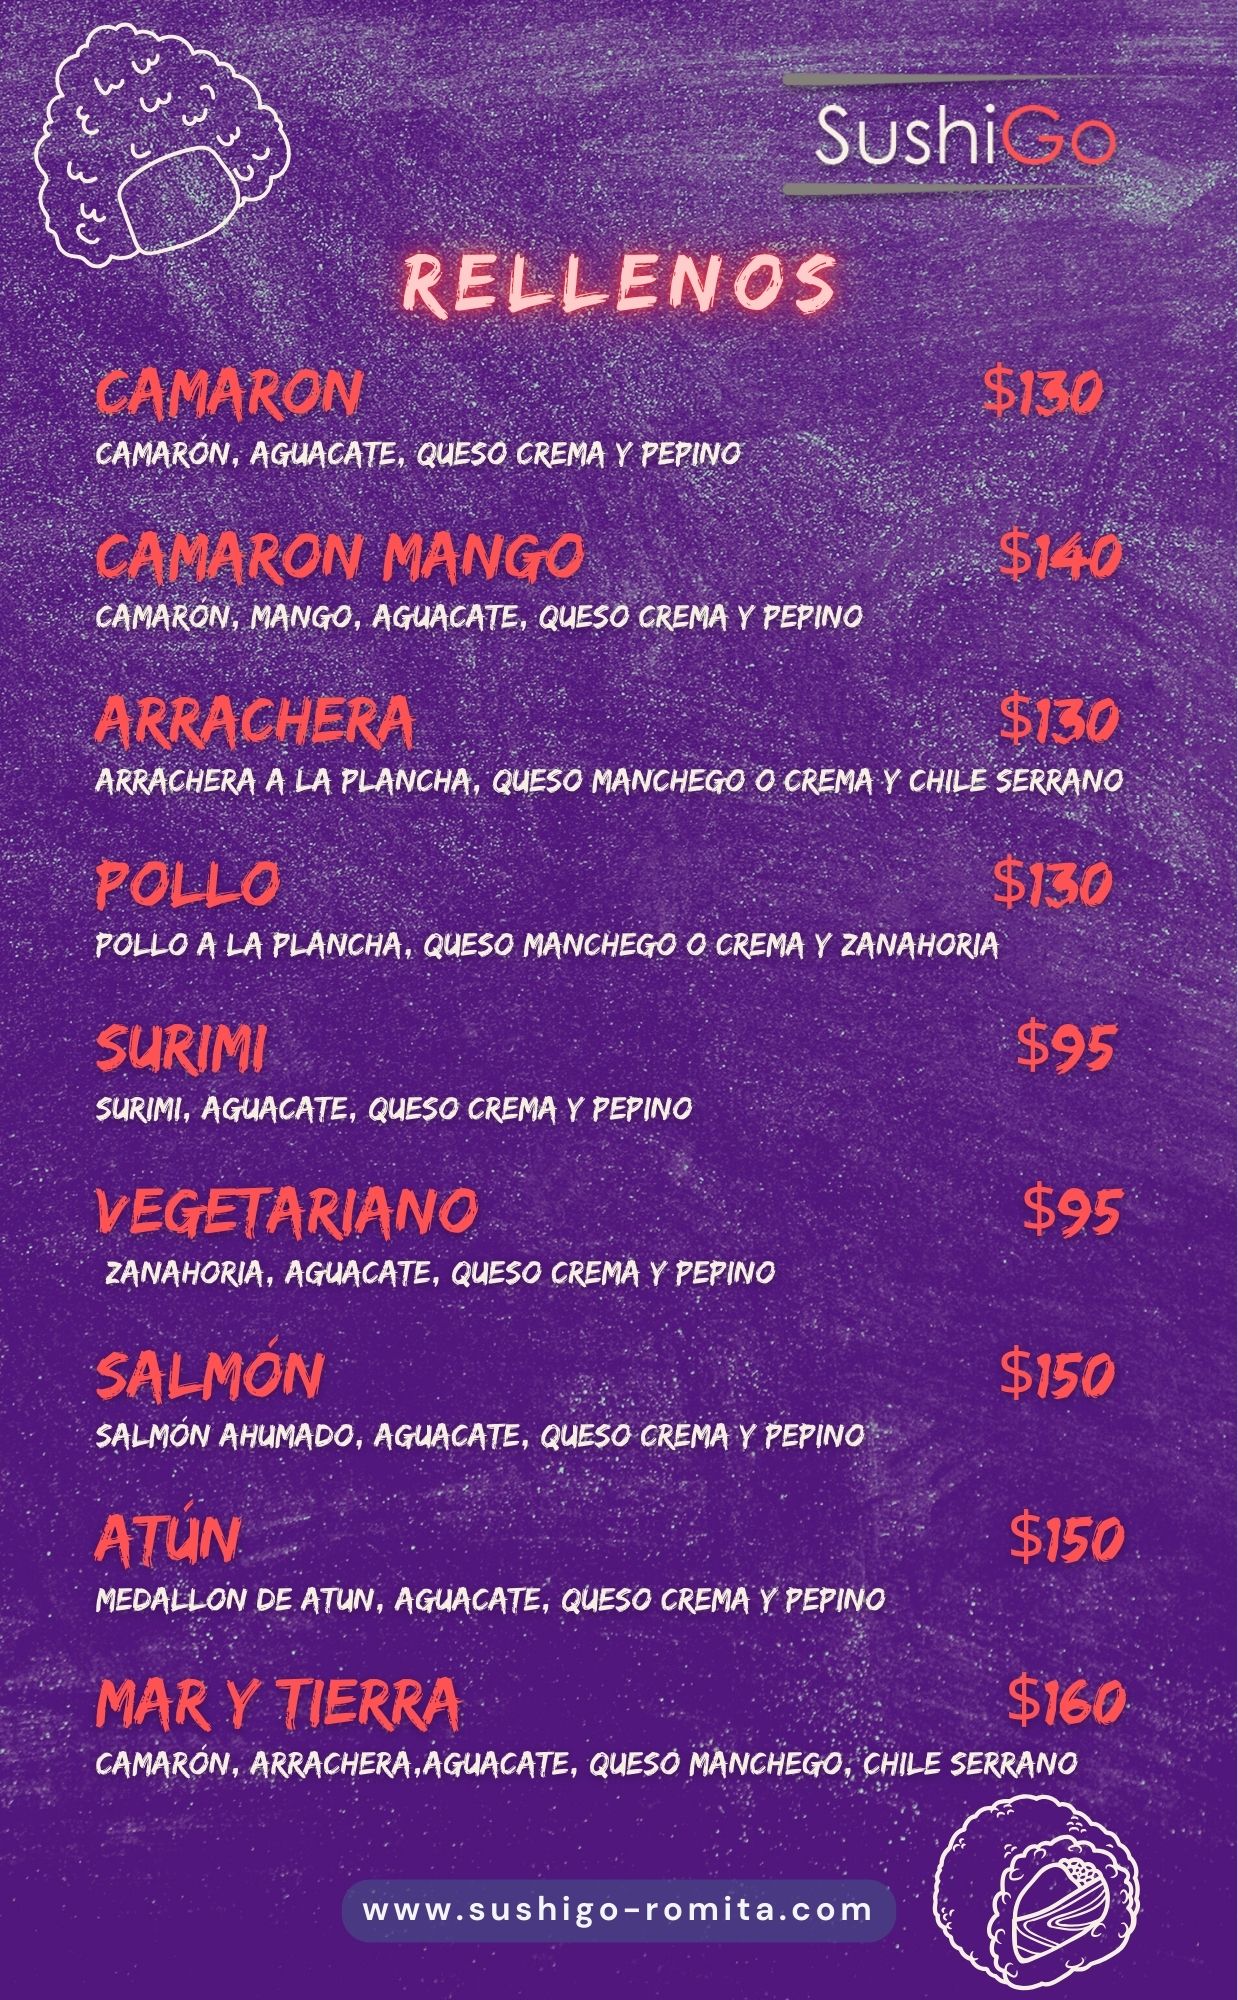 SushiGo
RELLENOS
CAMARON $130
CAMARÓN, AGUACATE, QUESO CREMA Y PEPINO
CAMARON MANGO $140
CAMARÓN, MANGO, AGUACATE, QUESO CREMA Y PEPINO
ARRACHERA $130
ARRACHERA A LA PLANCHA, QUESO MANCHEGO O CREMA Y CHILE SERRANO
POLLO $130
POLLO A LA PLANCHA, QUESO MANCHEGO O CREMA Y ZANAHORIA
SURIMI $95
SURIMI, AGUACATE, QUESO CREMA Y PEPINO
VEGETARIANO $95
ZANAHORIA, AGUACATE, QUESO CREMA Y PEPINO
SALMÓN $150
SALMÓN AHUMADO, AGUACATE, QUESO CREMA Y PEPINO
ATÚN $150
MEDALLON DE ATUN, AGUACATE, QUESO CREMA Y PEPINO
MAR Y TIERRA $160
CAMARÓN, ARRACHERA,AGUACATE, QUESO MANCHEGO, CHILE SERRANO
www.sushigo-romita.com